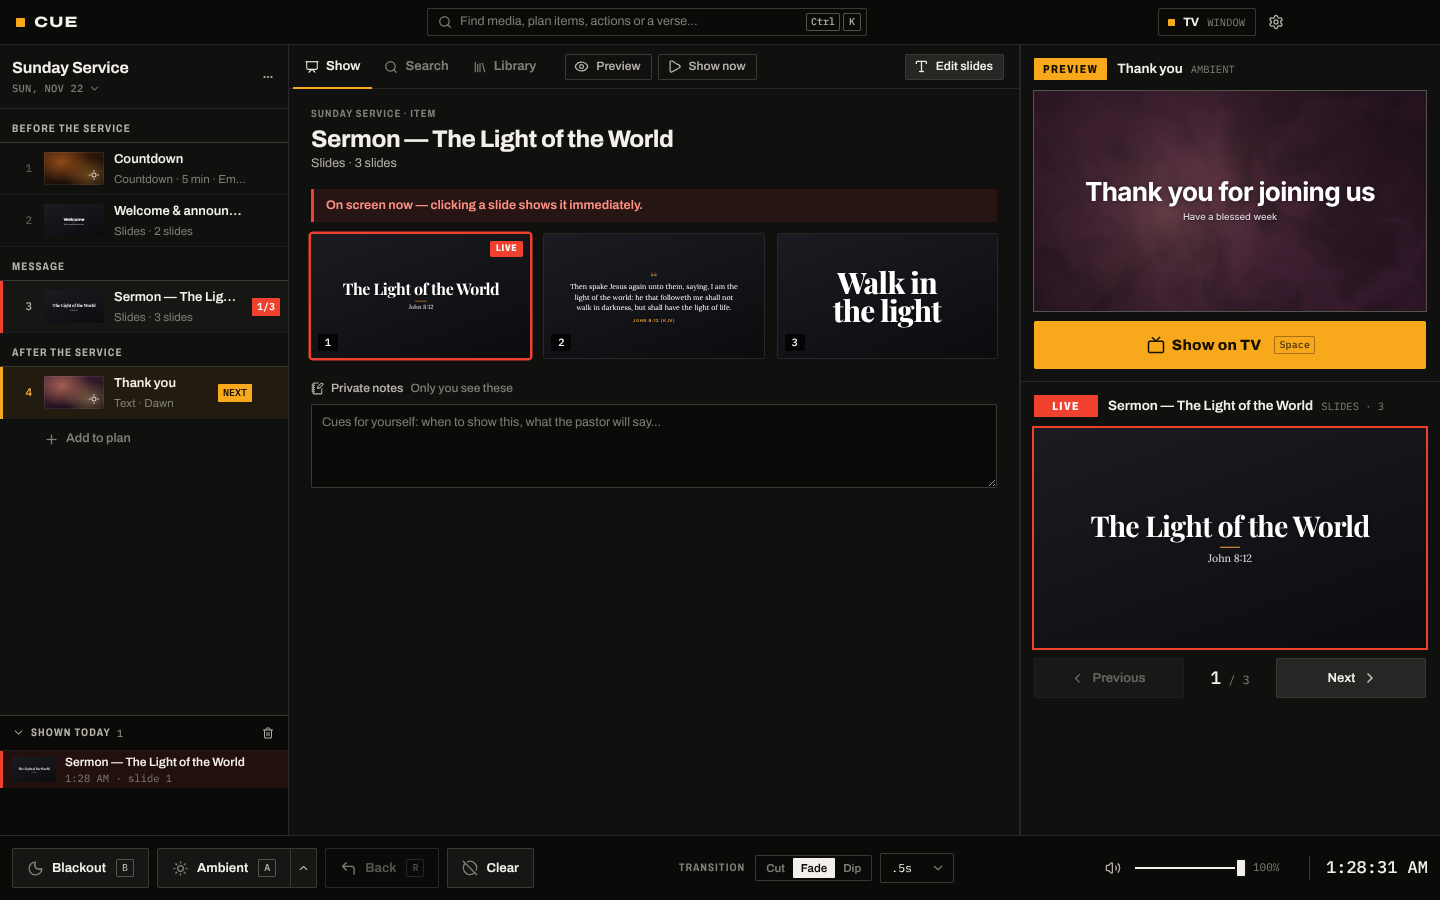 CUE
Find media, plan items, actions or a verse…
Ctrl K
TV WINDOW
Sunday Service
SUN, NOV 22
BEFORE THE SERVICE
1
Countdown
Countdown · 5 min · Em…
2
Welcome
Welcome & announ…
Slides · 2 slides
MESSAGE
3
The Light of the World
Sermon — The Lig…
Slides · 3 slides
1/3
AFTER THE SERVICE
4
Thank you
Text · Dawn
NEXT
Add to plan
SHOWN TODAY 1
The Light of the World
Sermon — The Light of the World
1:28 AM · slide 1
Show
Search
Library
Preview
Show now
Edit slides
SUNDAY SERVICE · ITEM
Sermon — The Light of the World
Slides · 3 slides
On screen now — clicking a slide shows it immediately.
LIVE
The Light of the World
John 8:12
1
“
Then spake Jesus again unto them, saying, I am the
light of the world: he that followeth me shall not
walk in darkness, but shall have the light of life.
JOHN 8:12 (KJV)
2
Walk in
the light
3
Private notes Only you see these
Cues for yourself: when to show this, what the pastor will say…
PREVIEW Thank you AMBIENT
Thank you for joining us
Have a blessed week
Show on TV Space
LIVE Sermon — The Light of the World SLIDES · 3
The Light of the World
John 8:12
Previous
1 / 3
Next
Blackout B
Ambient A
Back R
Clear
TRANSITION
Cut Fade Dip
.5s
100%
1:28:31 AM